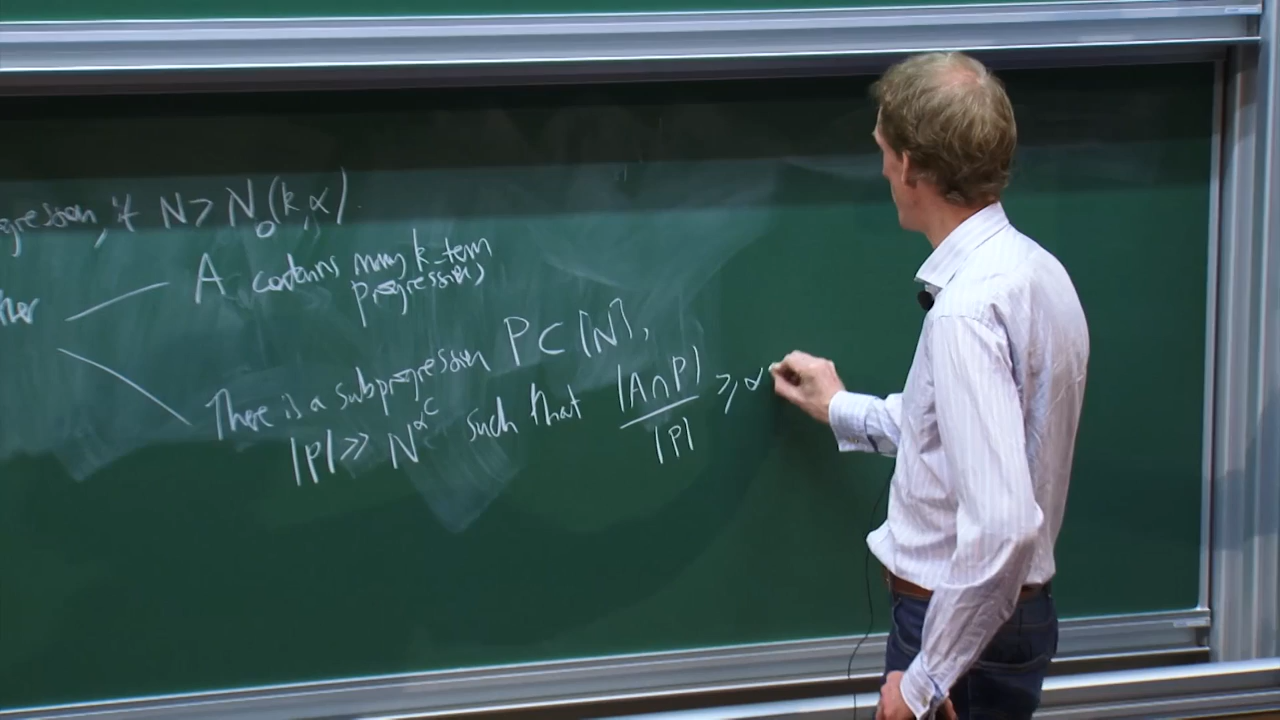 gression, if N > N₀(k,α).
A contains many k-term
progressions
There is a subprogression P ⊂ [N],
|P| ≫ N^{α^C} such that |A∩P| / |P| ⩾ α